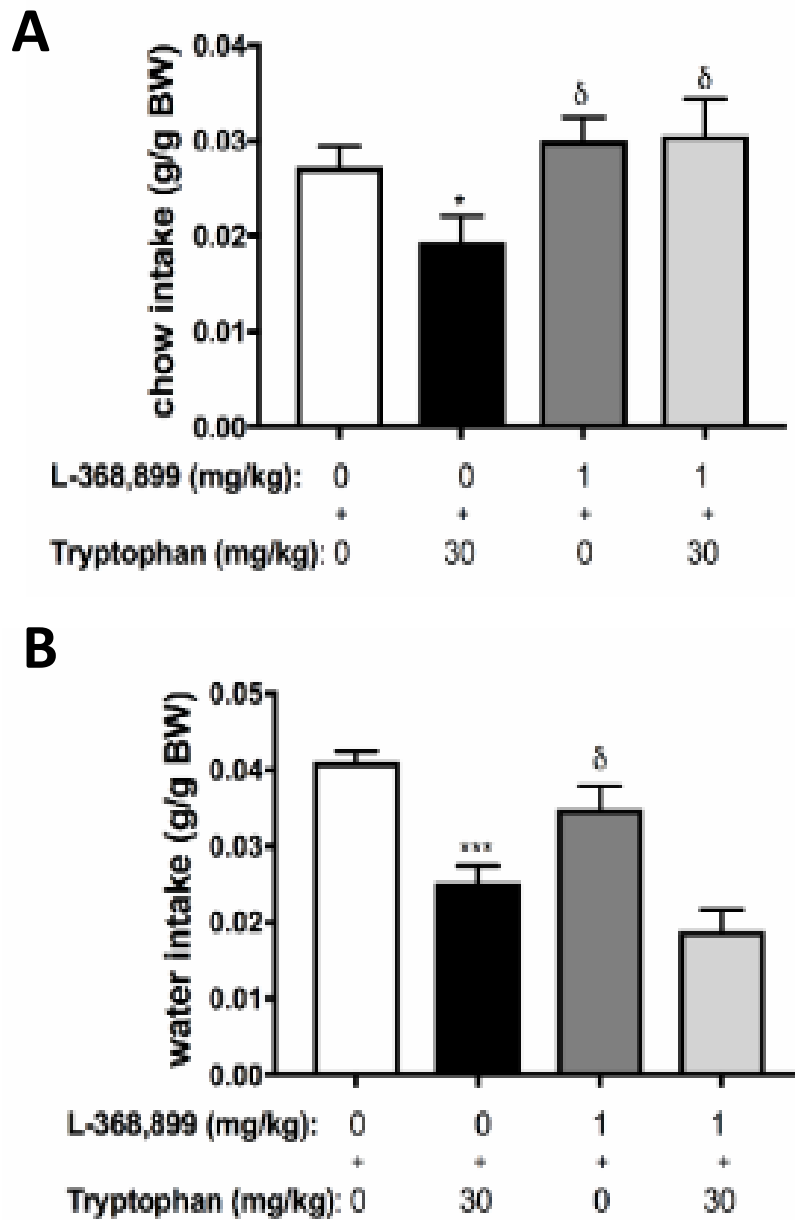 A
chow intake (g/g BW)
0.04
0.03
0.02
0.01
0.00
*
δ
δ
L-368,899 (mg/kg): 0 0 1 1
+ + + +
Tryptophan (mg/kg): 0 30 0 30
B
water intake (g/g BW)
0.05
0.04
0.03
0.02
0.01
0.00
***
δ
L-368,899 (mg/kg): 0 0 1 1
+ + + +
Tryptophan (mg/kg): 0 30 0 30